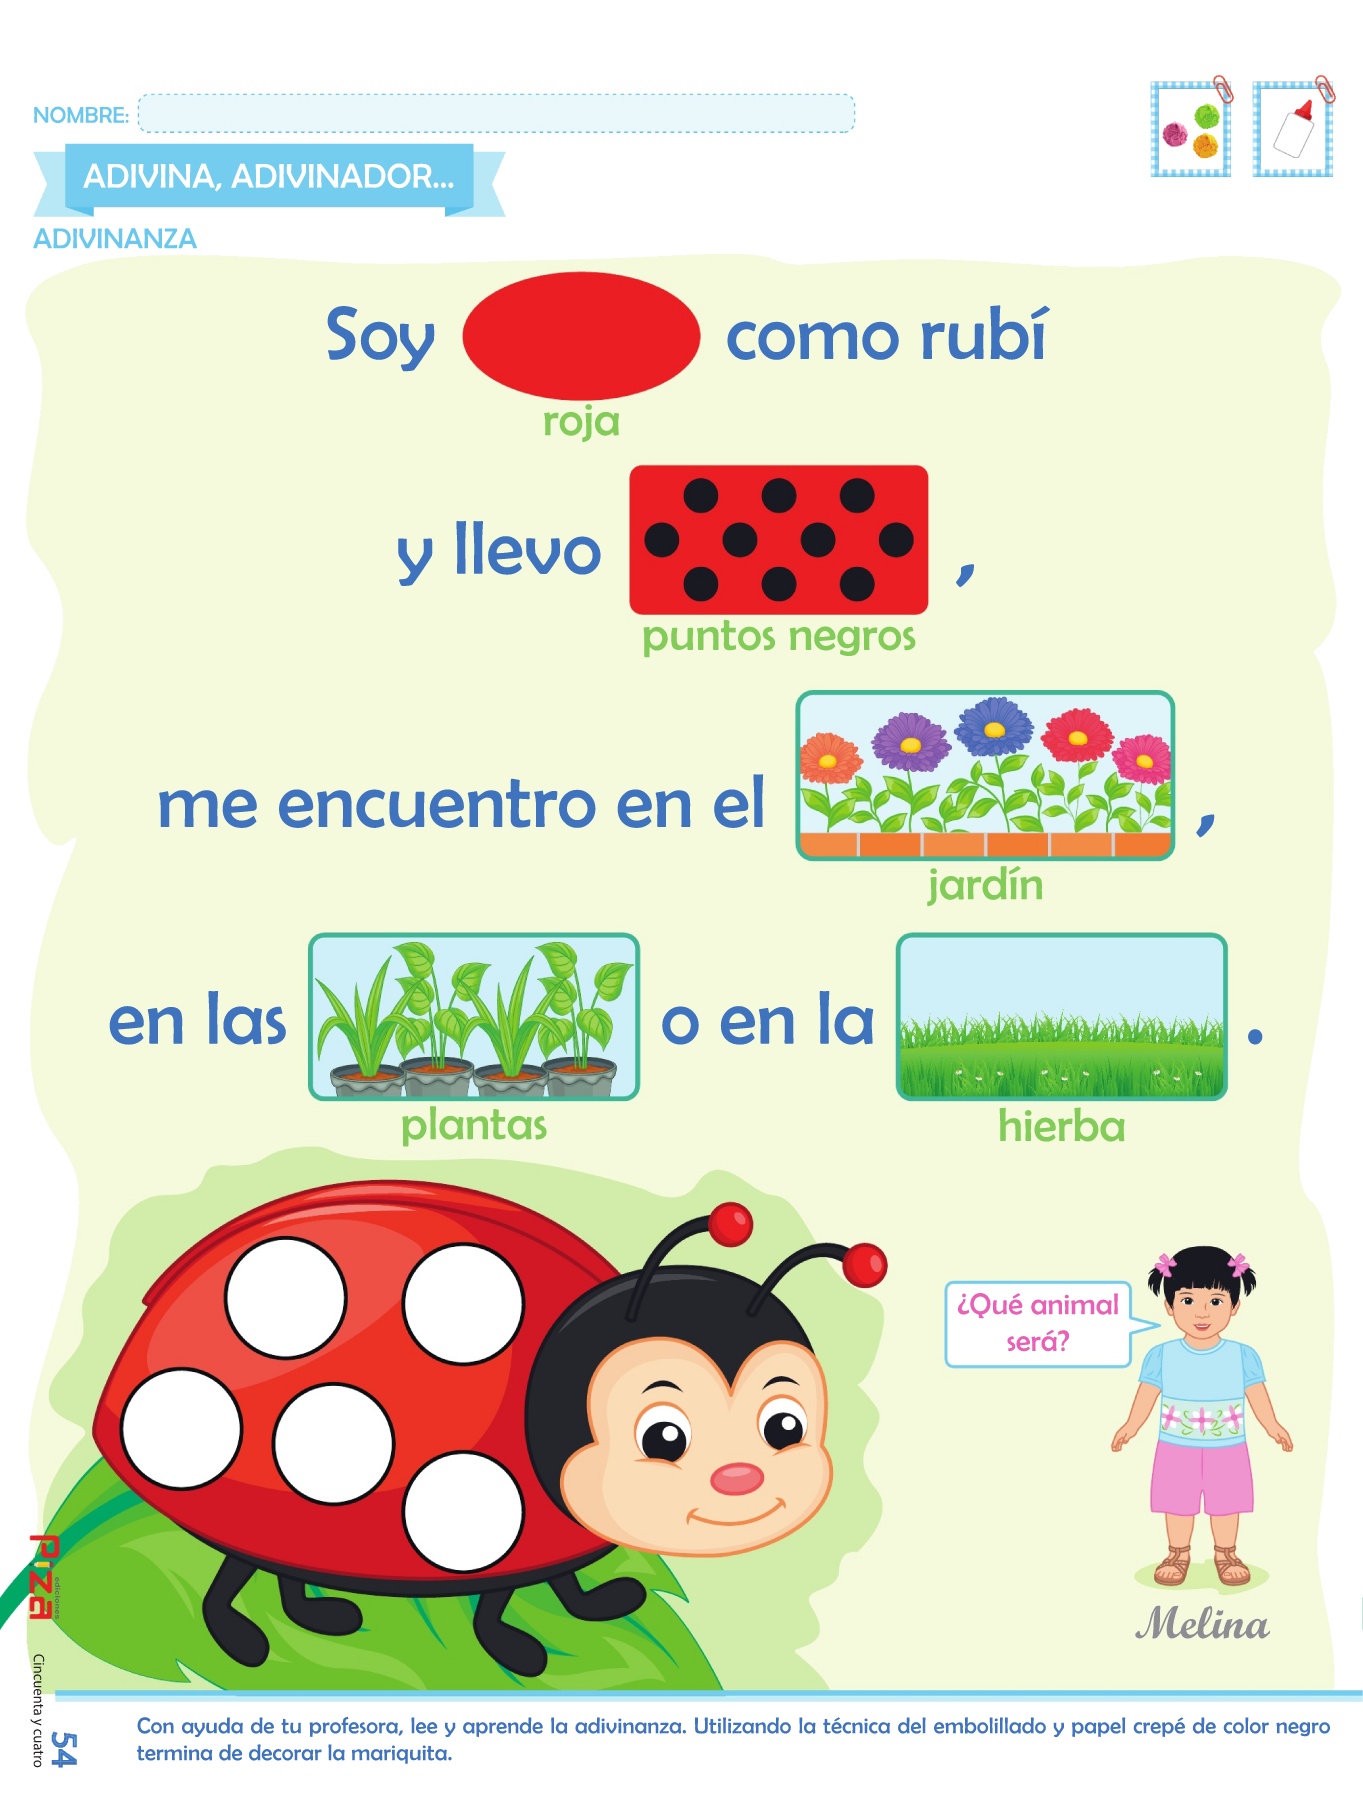 NOMBRE:
ADIVINA, ADIVINADOR...
ADIVINANZA
Soy como rubí
roja
y llevo ,
puntos negros
me encuentro en el ,
jardín
en las o en la .
plantas hierba
¿Qué animal
será?
Melina
Piza
ediciones
Cincuenta y cuatro
54
Con ayuda de tu profesora, lee y aprende la adivinanza. Utilizando la técnica del embolillado y papel crepé de color negro
termina de decorar la mariquita.